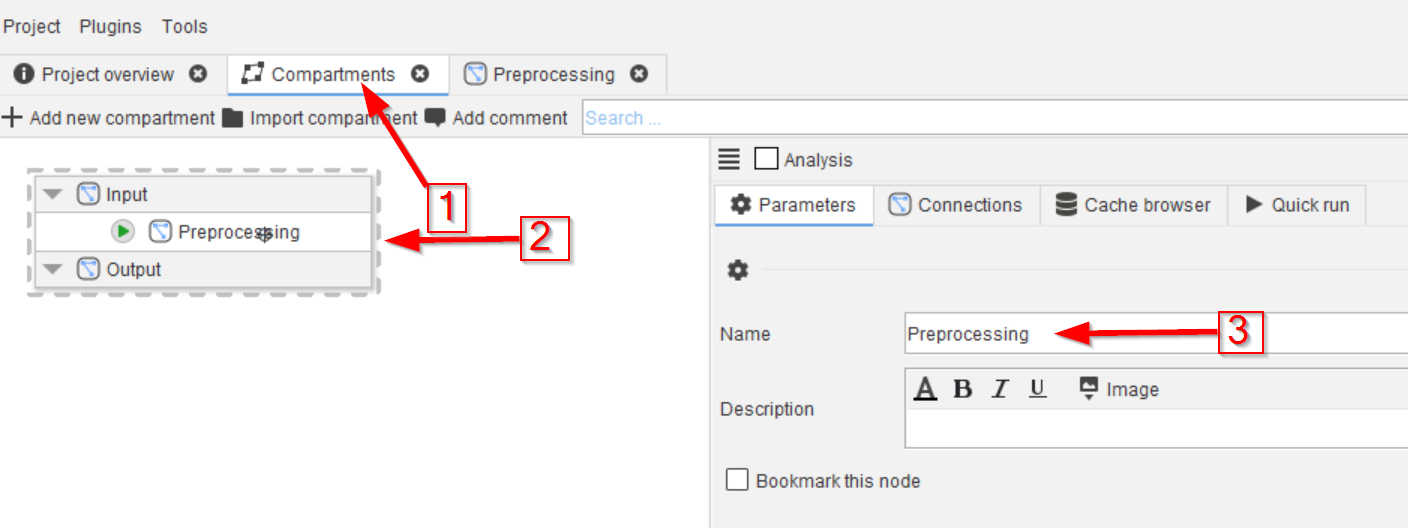 Project Plugins Tools
Project overview Compartments Preprocessing
Add new compartment Import compartment Add comment Search ...
Analysis
1
Input
Parameters Connections Cache browser Quick run
Preprocessing
2
Output
Name Preprocessing
3
A B I U Image
Description
Bookmark this node